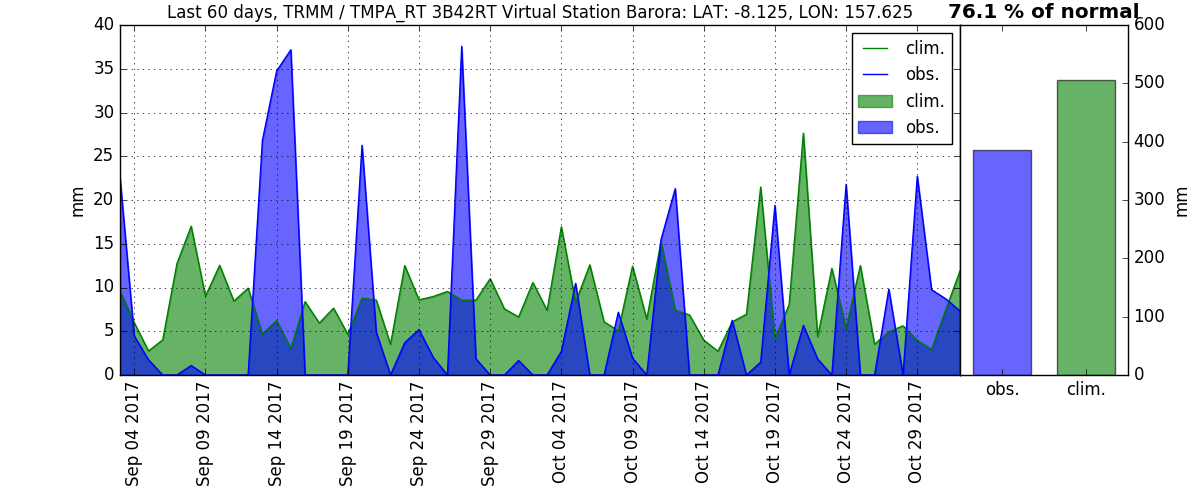 Last 60 days, TRMM / TMPA_RT 3B42RT Virtual Station Barora: LAT: -8.125, LON: 157.625
76.1 % of normal
40
35
30
25
20
15
10
5
0
mm
clim.
obs.
clim.
obs.
600
500
400
300
200
100
0
mm
Sep 04 2017
Sep 09 2017
Sep 14 2017
Sep 19 2017
Sep 24 2017
Sep 29 2017
Oct 04 2017
Oct 09 2017
Oct 14 2017
Oct 19 2017
Oct 24 2017
Oct 29 2017
obs.
clim.